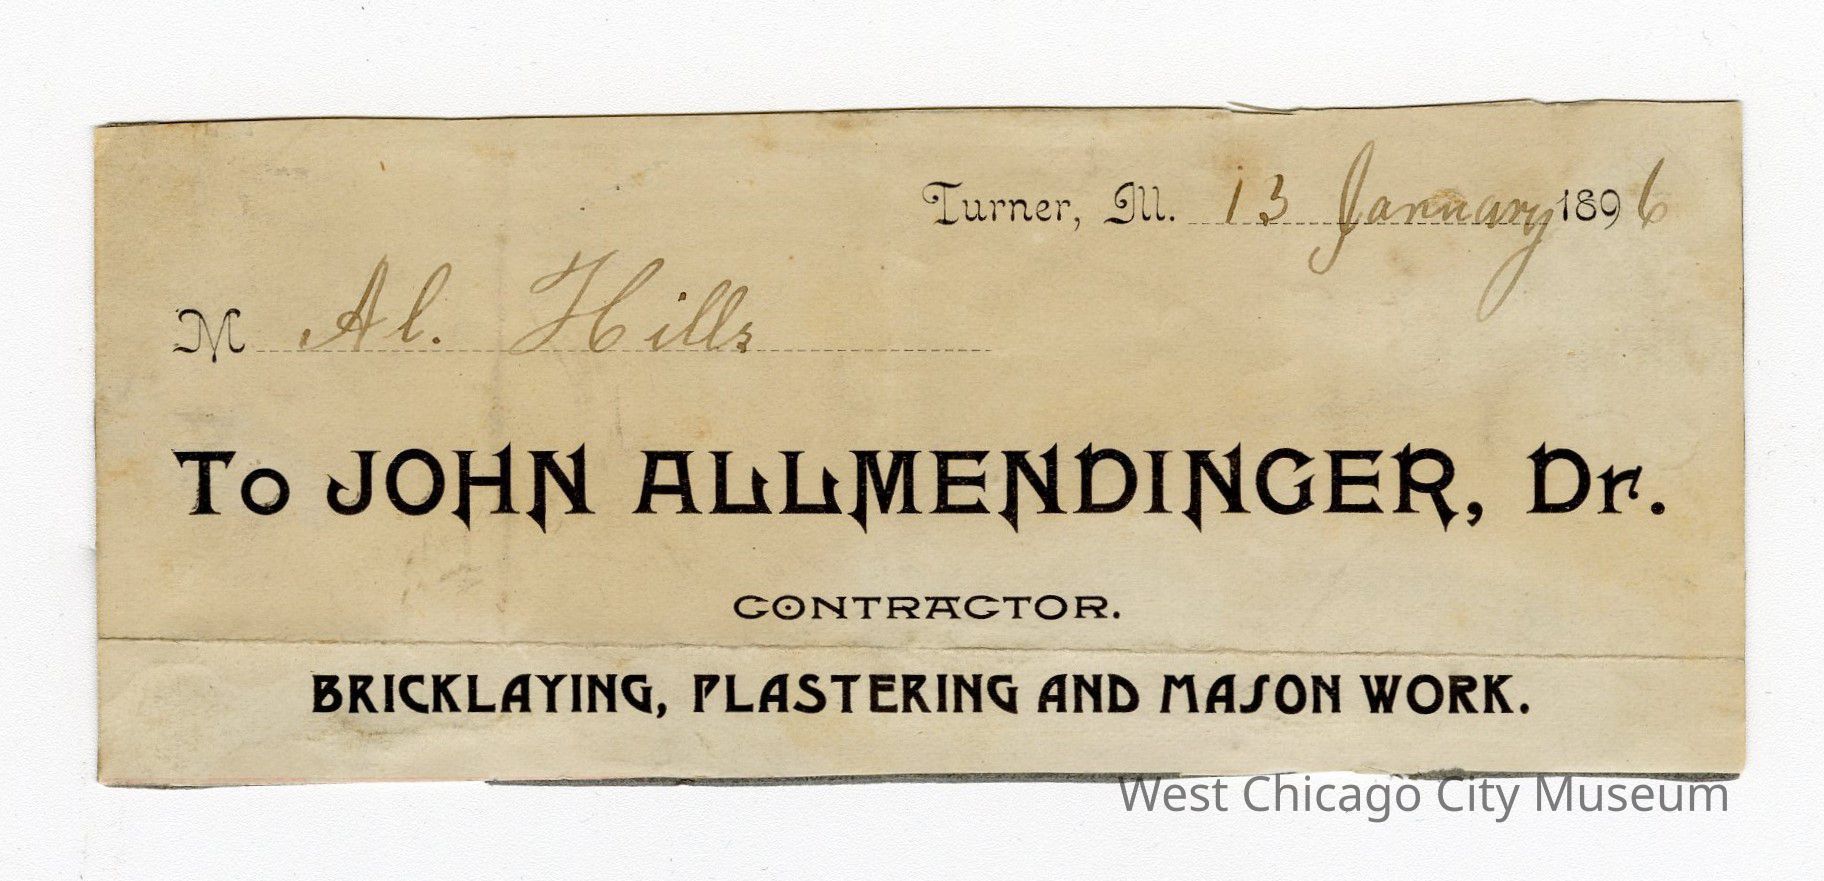 Turner, Ill. 13 January 1896
M Al. Hills
To JOHN ALLMENDINGER, Dr.
CONTRACTOR.
BRICKLAYING, PLASTERING AND MASON WORK.
West Chicago City Museum